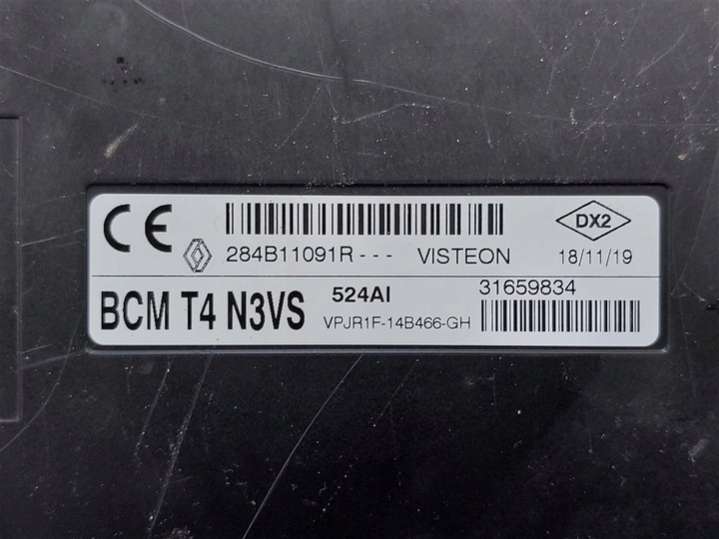 CE
DX2
284B11091R--- VISTEON 18/11/19
BCM T4 N3VS 524AI 31659834
VPJR1F-14B466-GH